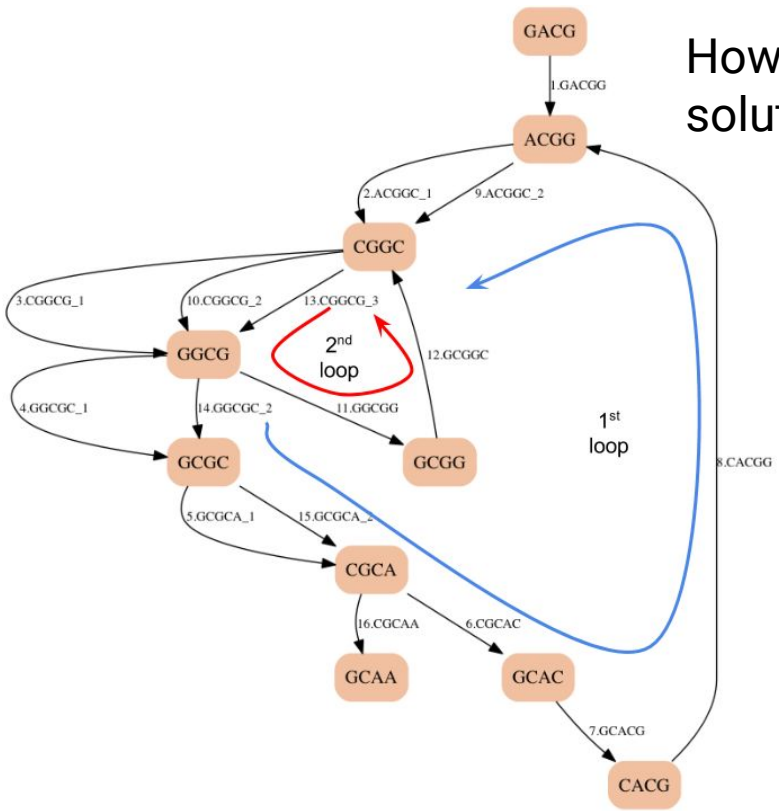 GACG
How
solut
1.GACGG
ACGG
2.ACGGC_1
9.ACGGC_2
CGGC
3.CGGCG_1
10.CGGCG_2
13.CGGCG_3
2nd
loop
12.GCGGC
GGCG
4.GGCGC_1
14.GGCGC_2
11.GGCGG
1st
loop
GCGC
GCGG
8.CACGG
5.GCGCA_1
15.GCGCA_2
CGCA
16.CGCAA
6.CGCAC
GCAA
GCAC
7.GCACG
CACG